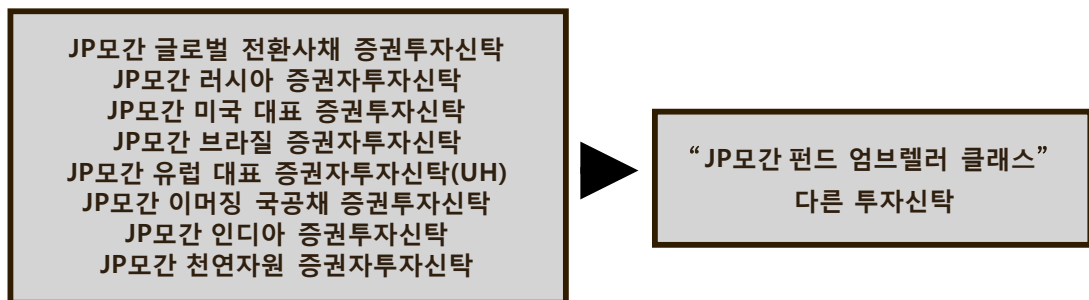 JP모간 글로벌 전환사채 증권투자신탁
JP모간 러시아 증권자투자신탁
JP모간 미국 대표 증권투자신탁
JP모간 브라질 증권자투자신탁
JP모간 유럽 대표 증권자투자신탁(UH)
JP모간 이머징 국공채 증권투자신탁
JP모간 인디아 증권투자신탁
JP모간 천연자원 증권자투자신탁
“JP모간 펀드 엄브렐러 클래스”
다른 투자신탁